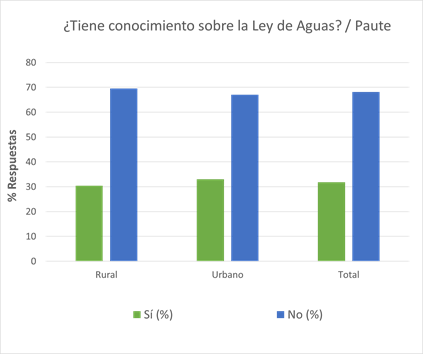 ¿Tiene conocimiento sobre la Ley de Aguas? / Paute
80
70
60
50
40
30
20
10
0
% Respuestas
Rural Urbano Total
Sí (%) No (%)